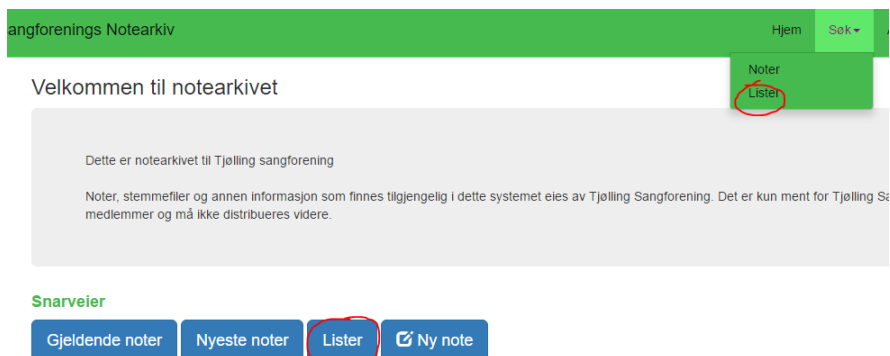 angforenings Notearkiv
Hjem
Søk
Noter
Lister
Velkommen til notearkivet
Dette er notearkivet til Tjølling sangforening
Noter, stemmefiler og annen informasjon som finnes tilgjengelig i dette systemet eies av Tjølling Sangforening. Det er kun ment for Tjølling Sa
medlemmer og må ikke distribueres videre.
Snarveier
Gjeldende noter
Nyeste noter
Lister
Ny note